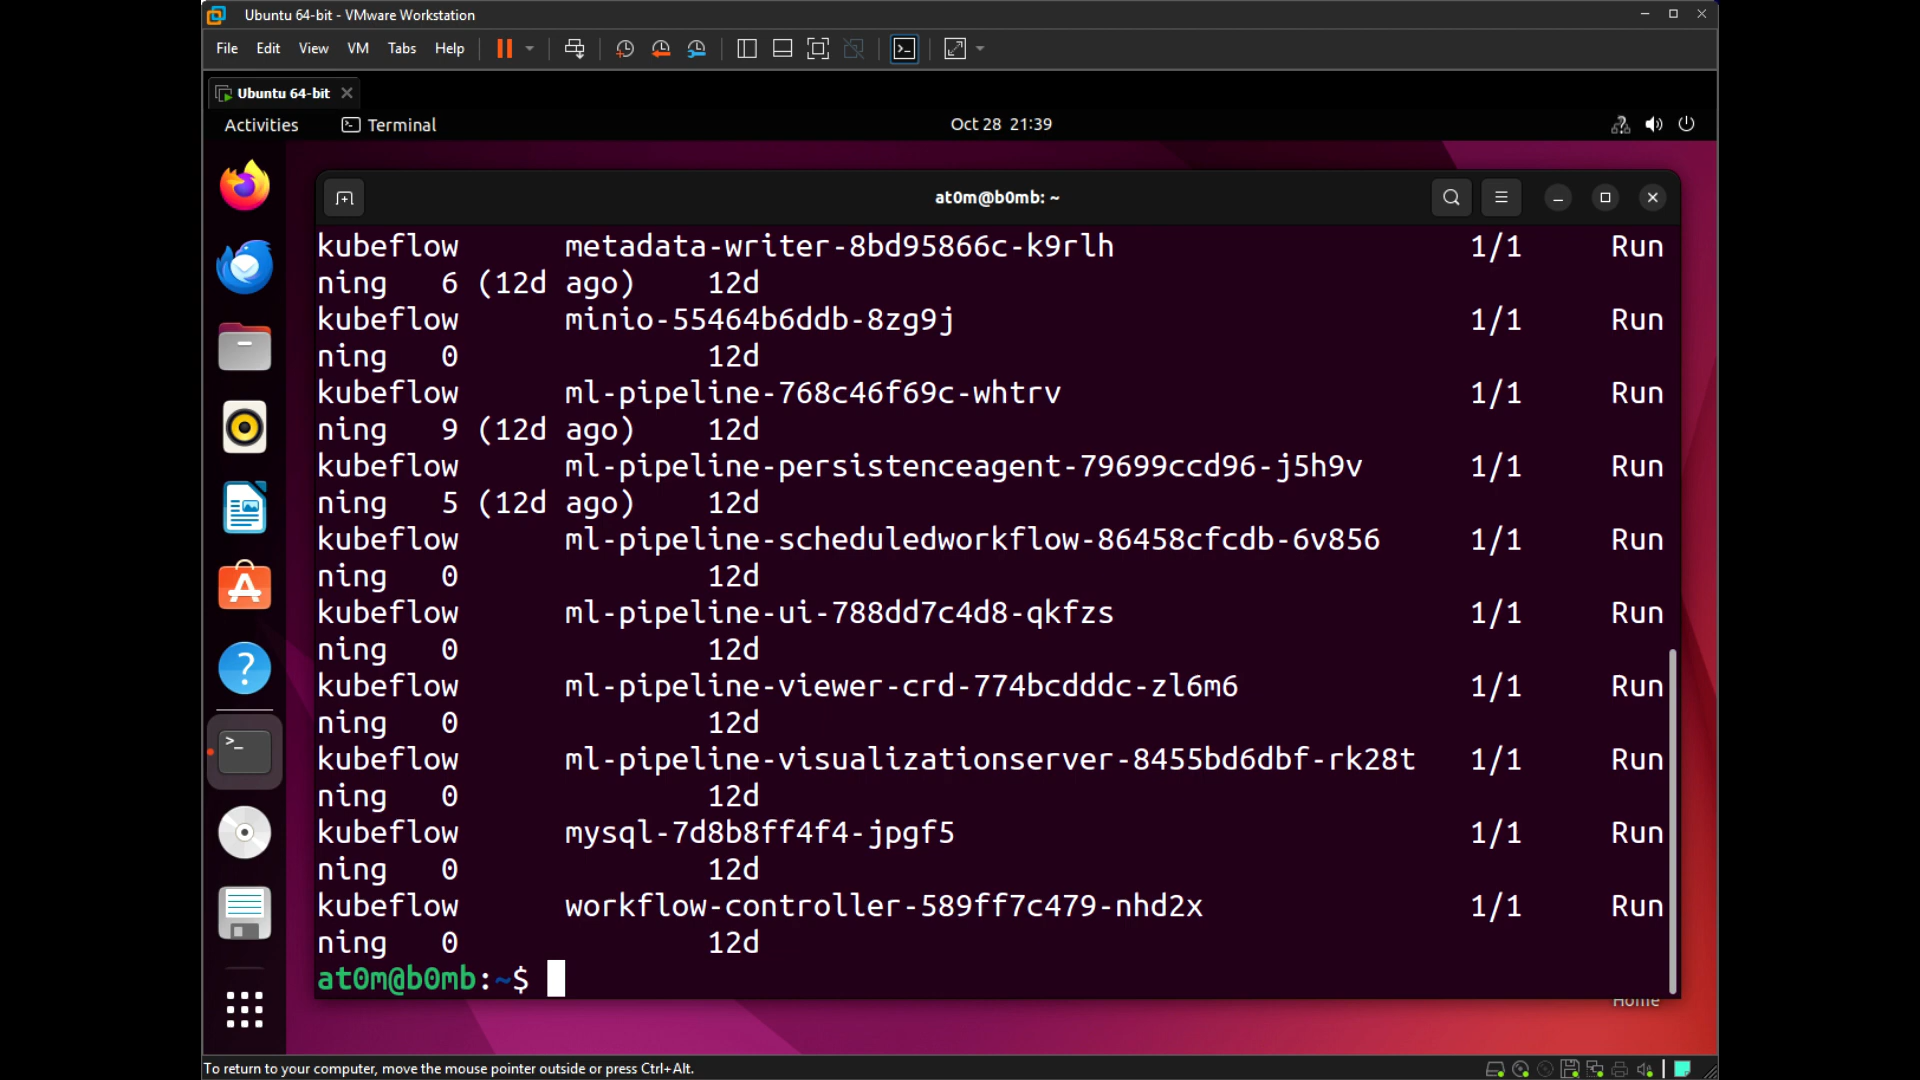 Ubuntu 64-bit - VMware Workstation
File Edit View VM Tabs Help
Ubuntu 64-bit
Activities Terminal Oct 28 21:39
at0m@b0mb: ~
kubeflow metadata-writer-8bd95866c-k9rlh 1/1 Run
ning 6 (12d ago) 12d
kubeflow minio-55464b6ddb-8zg9j 1/1 Run
ning 0 12d
kubeflow ml-pipeline-768c46f69c-whtrv 1/1 Run
ning 9 (12d ago) 12d
kubeflow ml-pipeline-persistenceagent-79699ccd96-j5h9v 1/1 Run
ning 5 (12d ago) 12d
kubeflow ml-pipeline-scheduledworkflow-86458cfcdb-6v856 1/1 Run
ning 0 12d
kubeflow ml-pipeline-ui-788dd7c4d8-qkfzs 1/1 Run
ning 0 12d
kubeflow ml-pipeline-viewer-crd-774bcdddc-zl6m6 1/1 Run
ning 0 12d
kubeflow ml-pipeline-visualizationserver-8455bd6dbf-rk28t 1/1 Run
ning 0 12d
kubeflow mysql-7d8b8ff4f4-jpgf5 1/1 Run
ning 0 12d
kubeflow workflow-controller-589ff7c479-nhd2x 1/1 Run
ning 0 12d
at0m@b0mb:~$
Home
To return to your computer, move the mouse pointer outside or press Ctrl+Alt.